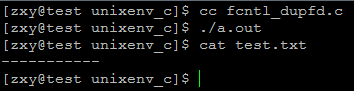 [zxy@test unixenv_c]$ cc fcntl_dupfd.c
[zxy@test unixenv_c]$ ./a.out
[zxy@test unixenv_c]$ cat test.txt
-----------
[zxy@test unixenv_c]$